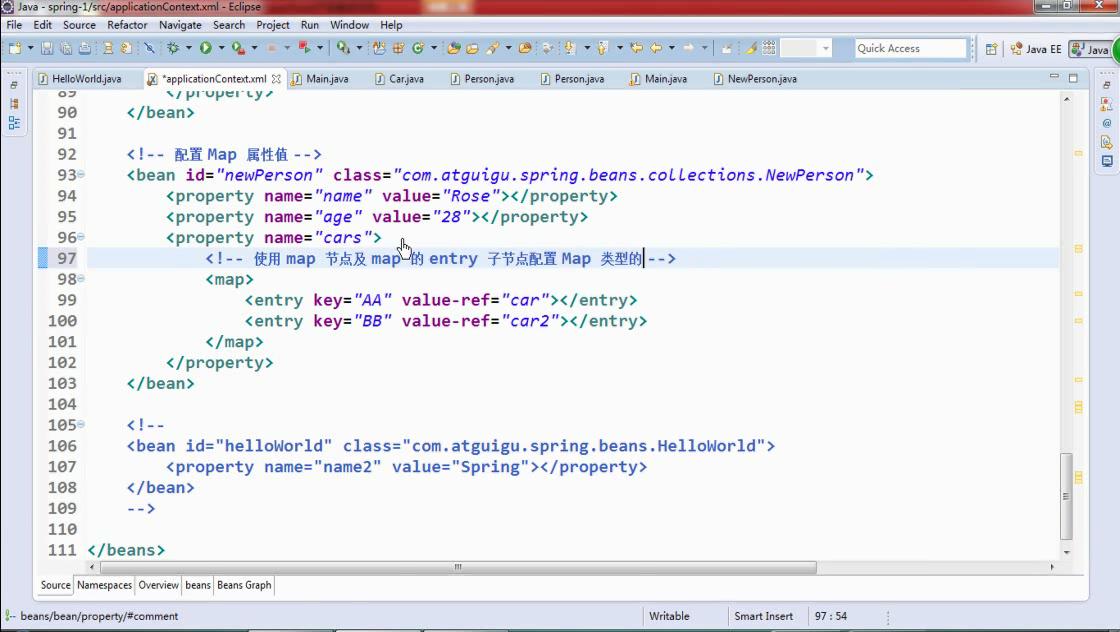 Java - spring-1/src/applicationContext.xml - Eclipse
File Edit Source Refactor Navigate Search Project Run Window Help
Quick Access Java EE Java
HelloWorld.java *applicationContext.xml Main.java Car.java Person.java Person.java Main.java NewPerson.java
89 </property>
90 </bean>
91
92 <!-- 配置 Map 属性值 -->
93 <bean id="newPerson" class="com.atguigu.spring.beans.collections.NewPerson">
94 <property name="name" value="Rose"></property>
95 <property name="age" value="28"></property>
96 <property name="cars">
97 <!-- 使用 map 节点及 map 的 entry 子节点配置 Map 类型的 -->
98 <map>
99 <entry key="AA" value-ref="car"></entry>
100 <entry key="BB" value-ref="car2"></entry>
101 </map>
102 </property>
103 </bean>
104
105 <!--
106 <bean id="helloWorld" class="com.atguigu.spring.beans.HelloWorld">
107 <property name="name2" value="Spring"></property>
108 </bean>
109 -->
110
111 </beans>
Source Namespaces Overview beans Beans Graph
beans/bean/property/#comment Writable Smart Insert 97 : 54